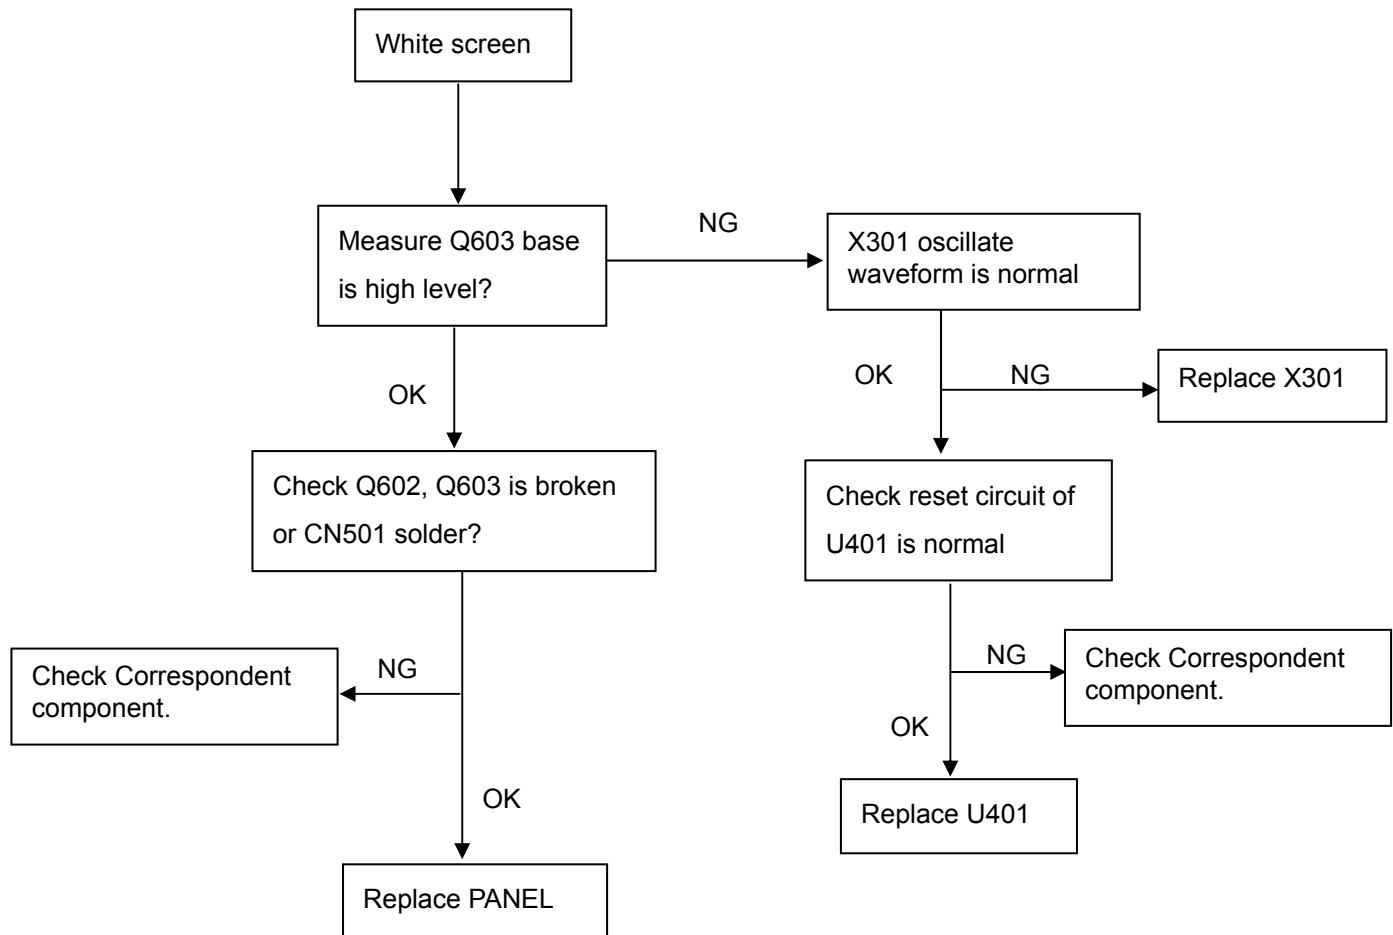 White screen
Measure Q603 base
is high level?
NG
X301 oscillate
waveform is normal
OK
OK
NG
Replace X301
Check Q602, Q603 is broken
or CN501 solder?
Check reset circuit of
U401 is normal
NG
Check Correspondent
component.
NG
Check Correspondent
component.
OK
OK
Replace U401
Replace PANEL